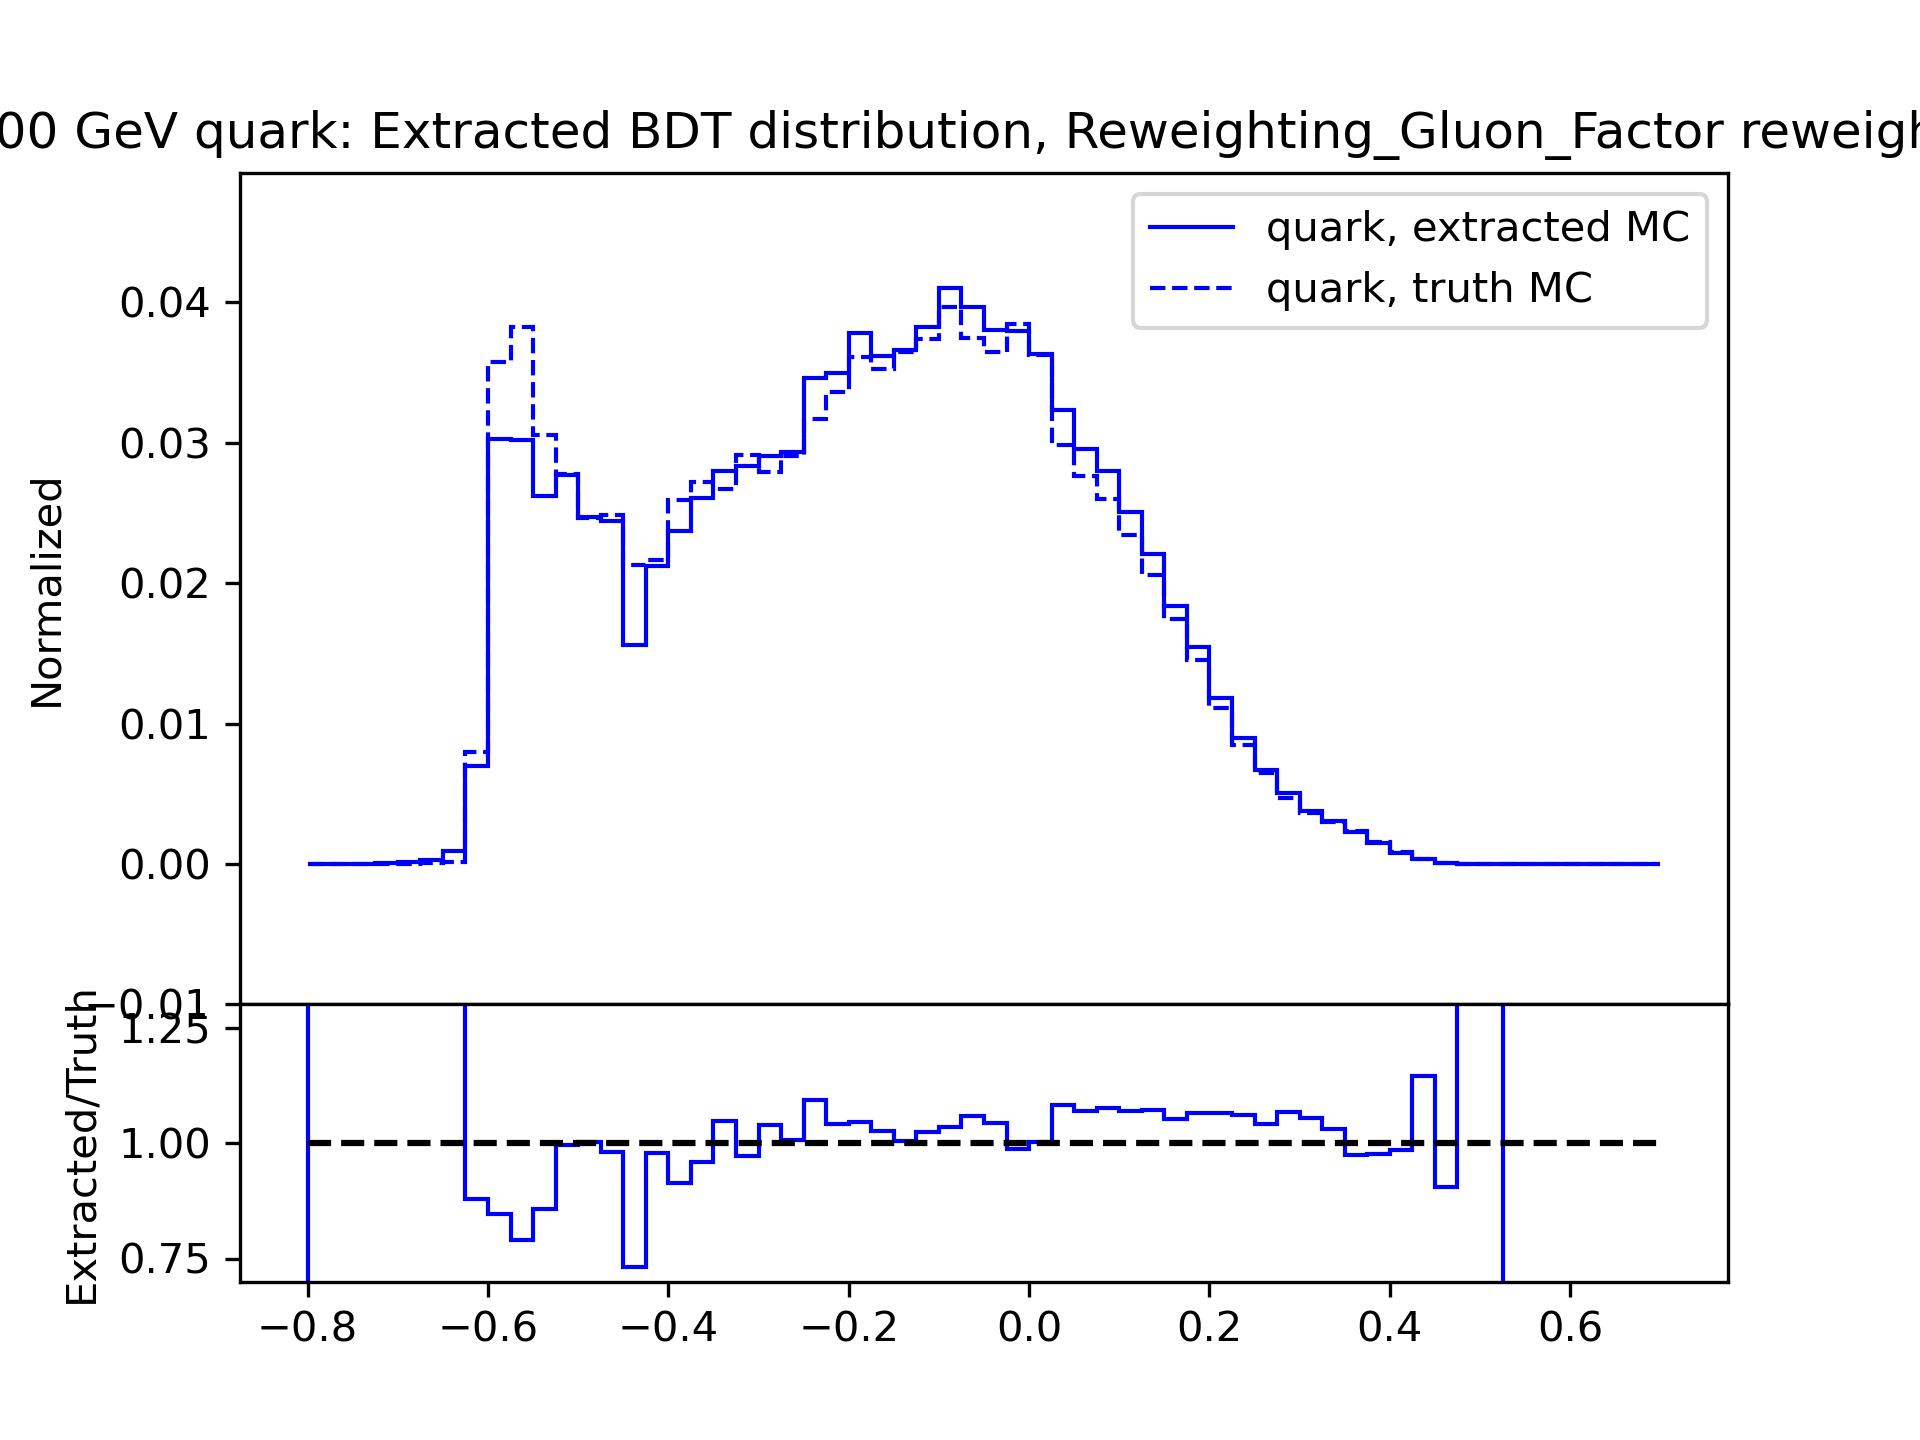 00 GeV quark: Extracted BDT distribution, Reweighting_Gluon_Factor reweigh
quark, extracted MC
quark, truth MC
Normalized
0.04
0.03
0.02
0.01
0.00
−0.01
Extracted/Truth
1.25
1.00
0.75
−0.8 −0.6 −0.4 −0.2 0.0 0.2 0.4 0.6